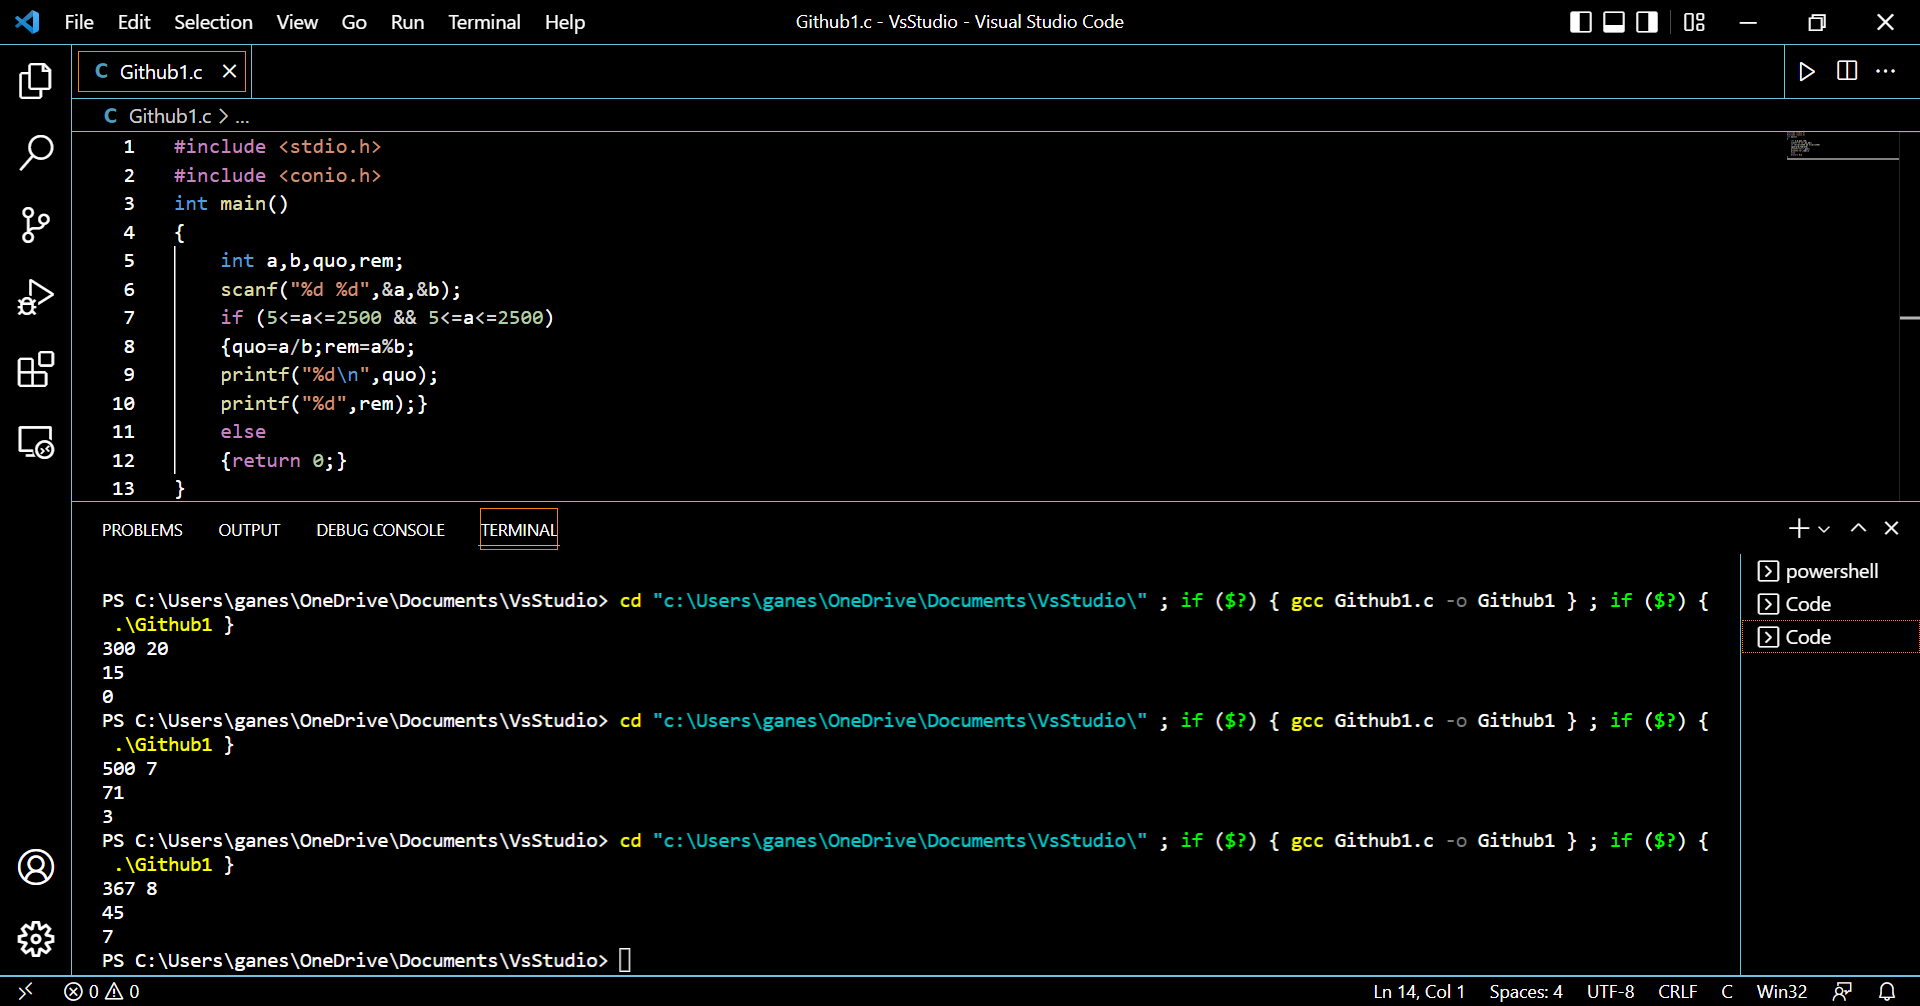 File Edit Selection View Go Run Terminal Help Github1.c - VsStudio - Visual Studio Code
C Github1.c
C Github1.c > ...
1 #include <stdio.h>
2 #include <conio.h>
3 int main()
4 {
5 int a,b,quo,rem;
6 scanf("%d %d",&a,&b);
7 if (5<=a<=2500 && 5<=a<=2500)
8 {quo=a/b;rem=a%b;
9 printf("%d\n",quo);
10 printf("%d",rem);}
11 else
12 {return 0;}
13 }
PROBLEMS OUTPUT DEBUG CONSOLE TERMINAL
PS C:\Users\ganes\OneDrive\Documents\VsStudio> cd "c:\Users\ganes\OneDrive\Documents\VsStudio\" ; if ($?) { gcc Github1.c -o Github1 } ; if ($?) {
.\Github1 }
300 20
15
0
PS C:\Users\ganes\OneDrive\Documents\VsStudio> cd "c:\Users\ganes\OneDrive\Documents\VsStudio\" ; if ($?) { gcc Github1.c -o Github1 } ; if ($?) {
.\Github1 }
500 7
71
3
PS C:\Users\ganes\OneDrive\Documents\VsStudio> cd "c:\Users\ganes\OneDrive\Documents\VsStudio\" ; if ($?) { gcc Github1.c -o Github1 } ; if ($?) {
.\Github1 }
367 8
45
7
PS C:\Users\ganes\OneDrive\Documents\VsStudio>
powershell
Code
Code
0 0 Ln 14, Col 1 Spaces: 4 UTF-8 CRLF C Win32